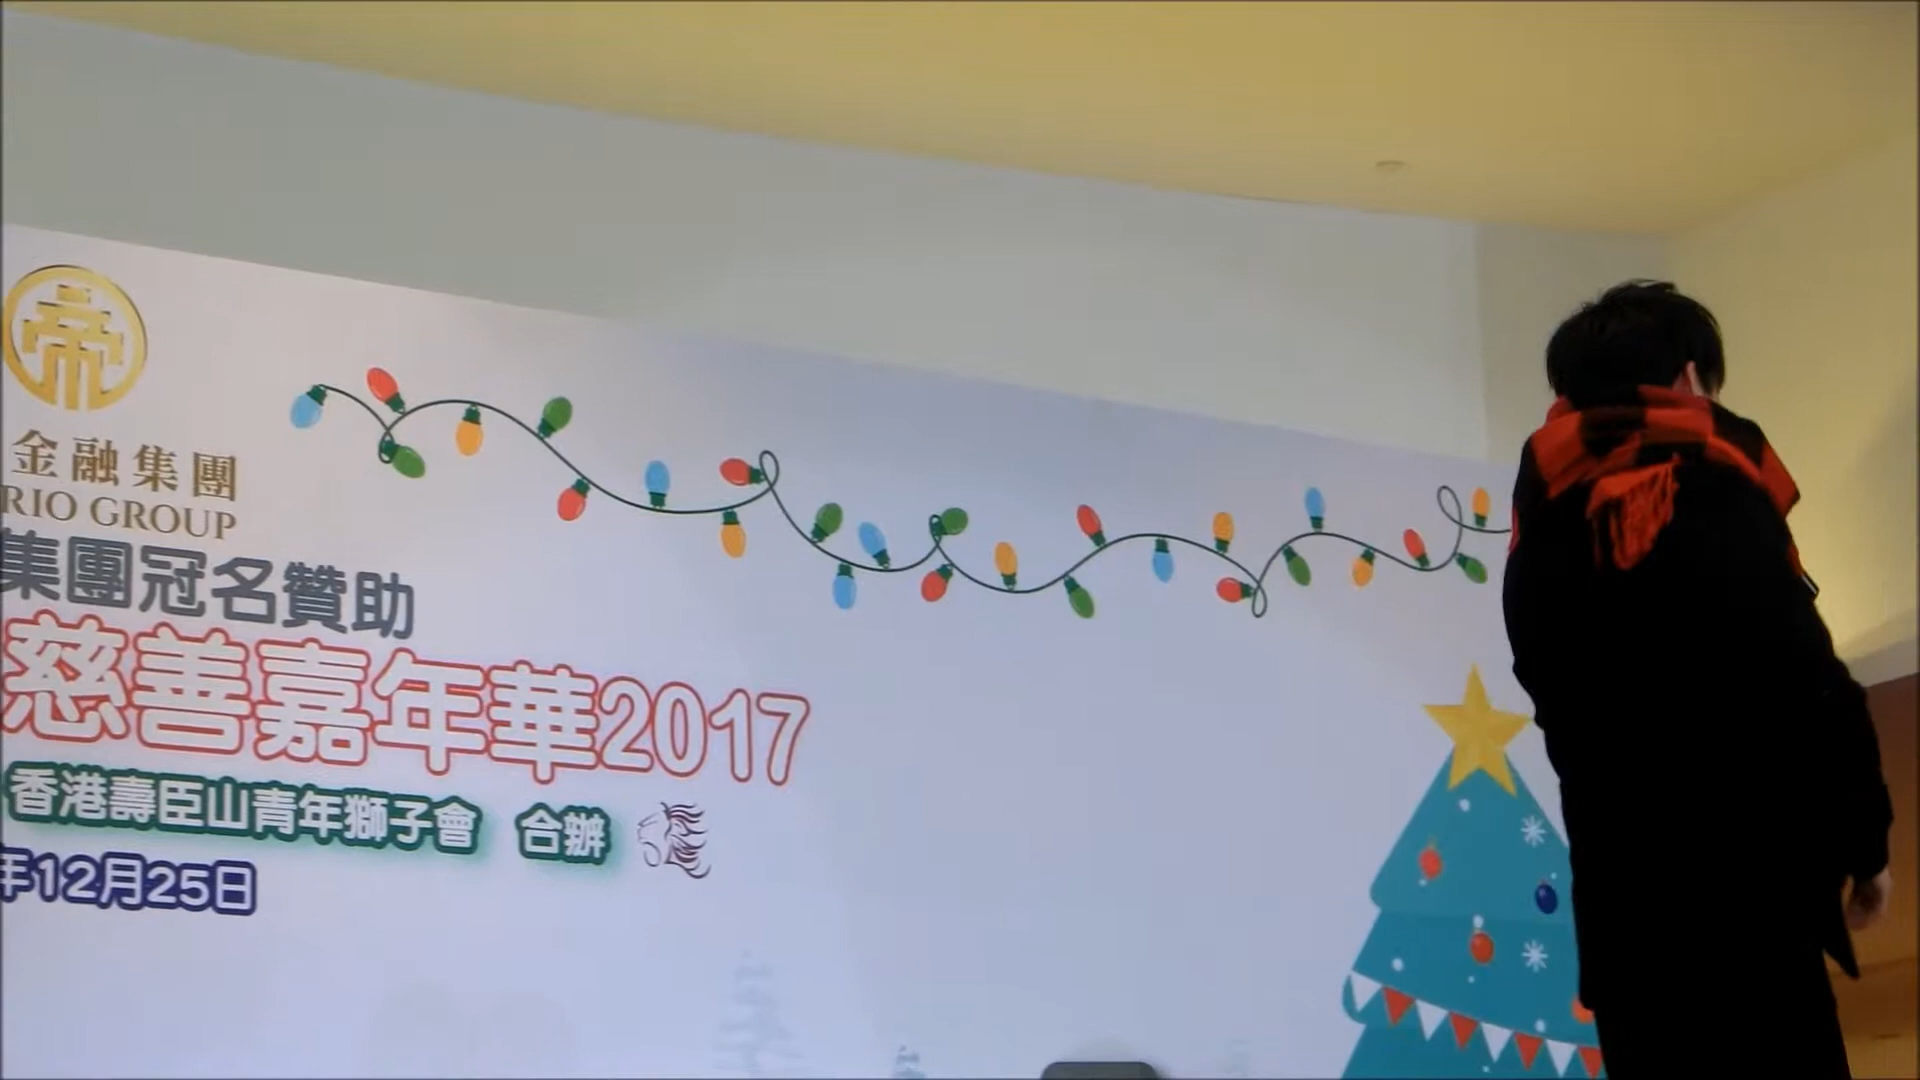 帝
金融集團
RIO GROUP
集團冠名贊助
慈善嘉年華2017
香港壽臣山青年獅子會 合辦
年12月25日